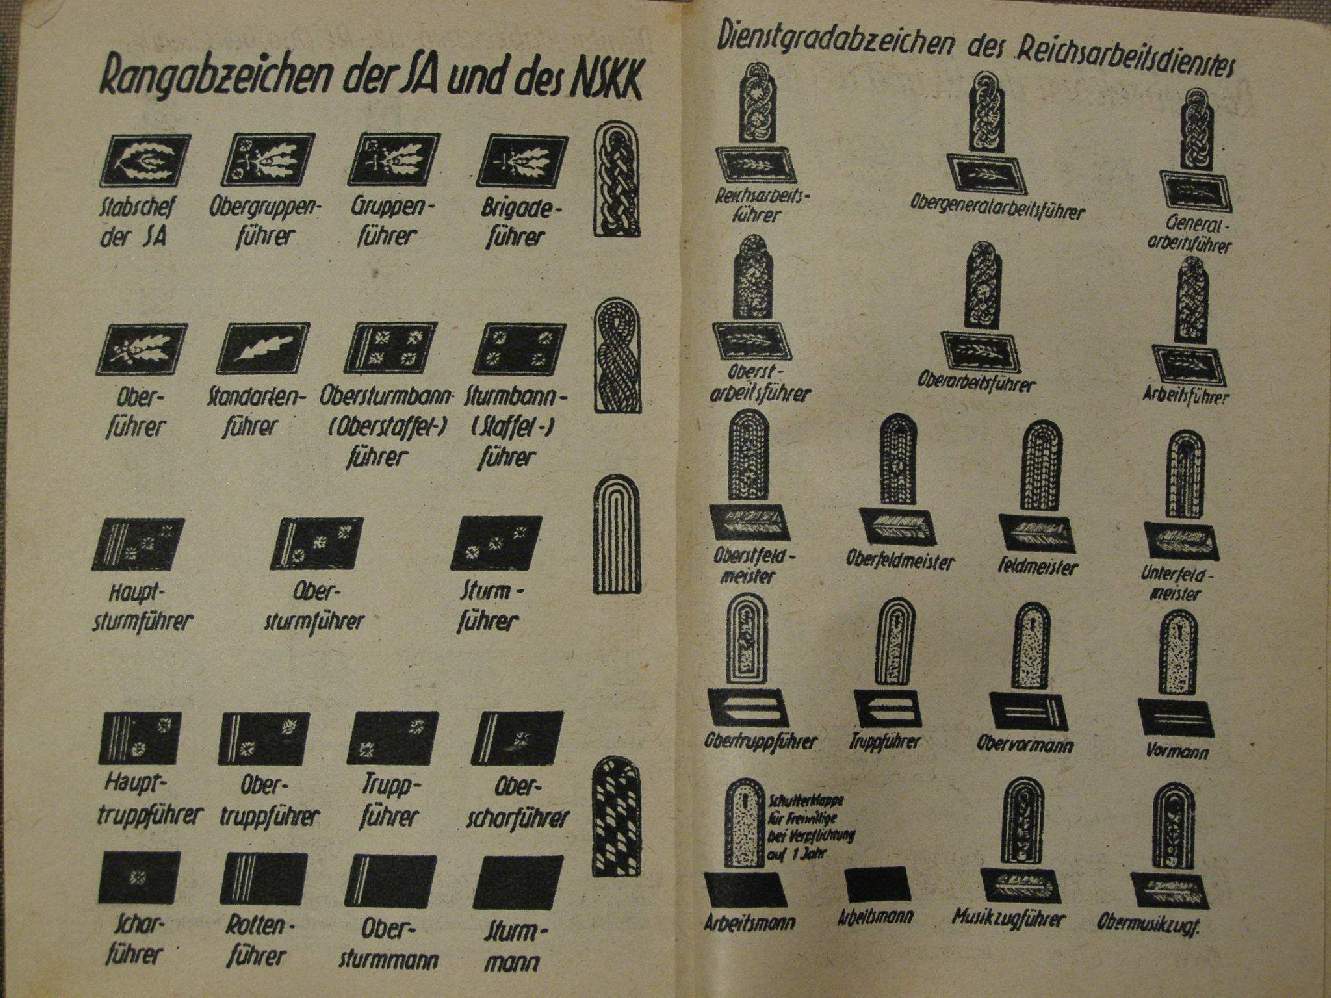 Rangabzeichen der SA und des NSKK
Stabschef
der SA
Obergruppen-
führer
Gruppen-
führer
Brigade-
führer
Ober-
führer
Standarten-
führer
Obersturmbann-
(Oberstaffel-)
führer
Sturmbann-
(Staffel-)
führer
Haupt-
sturmführer
Ober-
sturmführer
Sturm-
führer
Haupt-
truppführer
Ober-
truppführer
Trupp-
führer
Ober-
scharführer
Schar-
führer
Rotten-
führer
Ober-
sturmmann
Sturm-
mann
Dienstgradabzeichen des Reichsarbeitsdienstes
Reichsarbeits-
führer
Obergeneralarbeitsführer
General-
arbeitsführer
Oberst-
arbeitsführer
Oberarbeitsführer
Arbeitsführer
Oberstfeld-
meister
Oberfeldmeister
Feldmeister
Unterfeld-
meister
Obertruppführer
Truppführer
Obervormann
Vormann
Schulterklappe
für Freiwillige
bei Verpflichtung
auf 1 Jahr
Arbeitsmann
Arbeitsmann
Musikzugführer
Obermusikzugf.